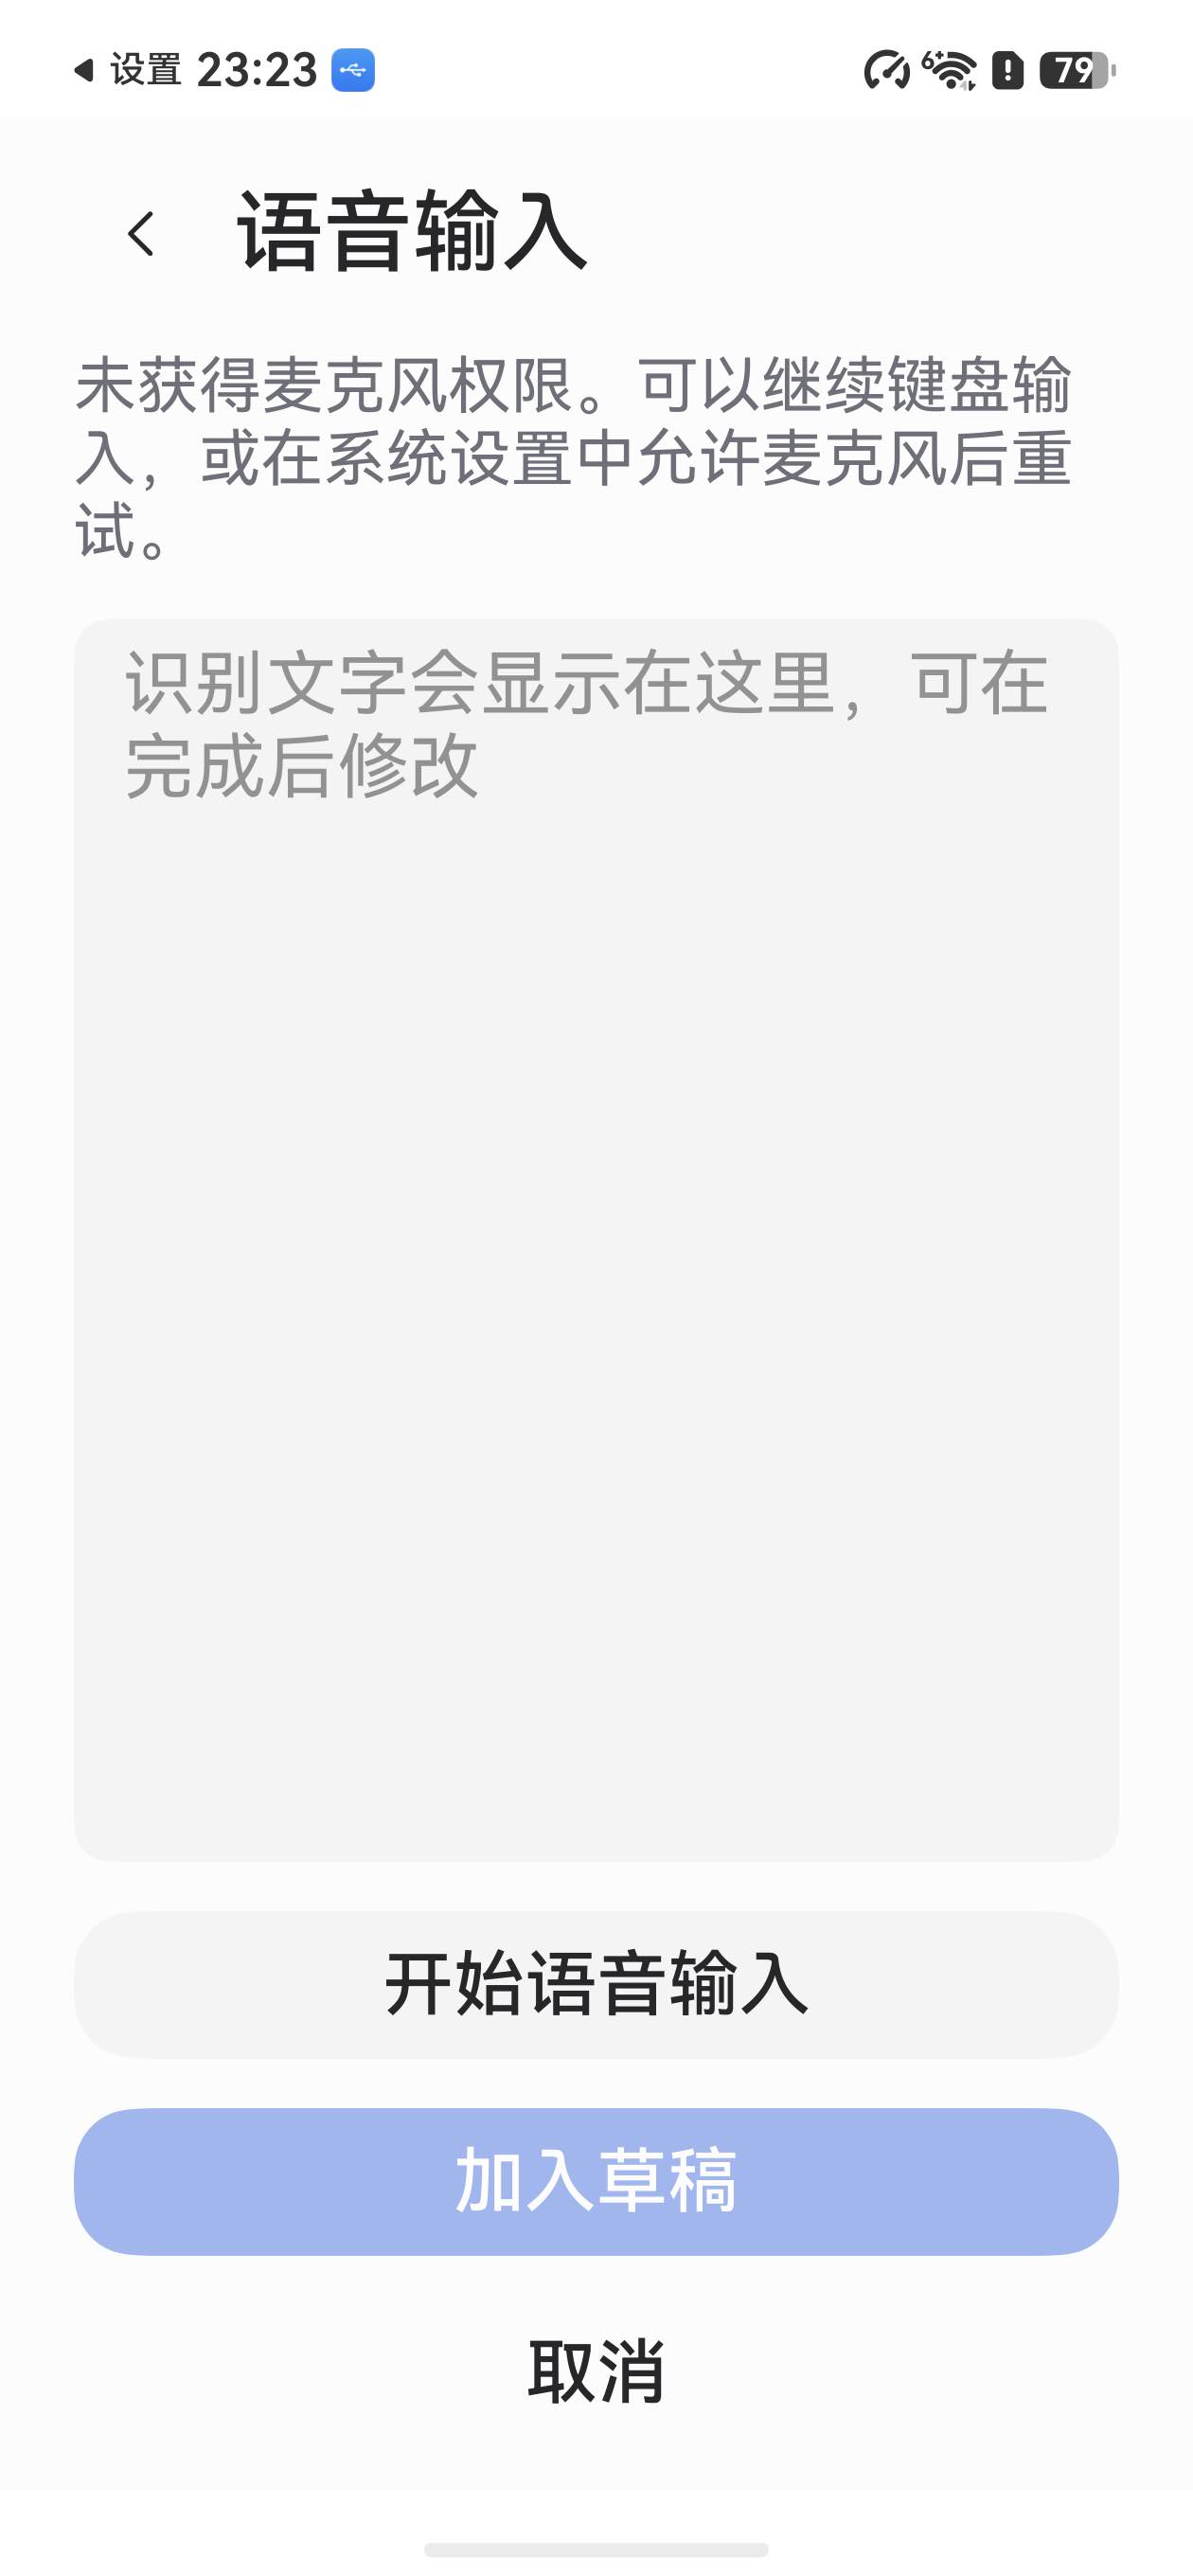 设置 23:23 6+ 79
语音输入
未获得麦克风权限。可以继续键盘输
入，或在系统设置中允许麦克风后重
试。
识别文字会显示在这里，可在
完成后修改
开始语音输入
加入草稿
取消